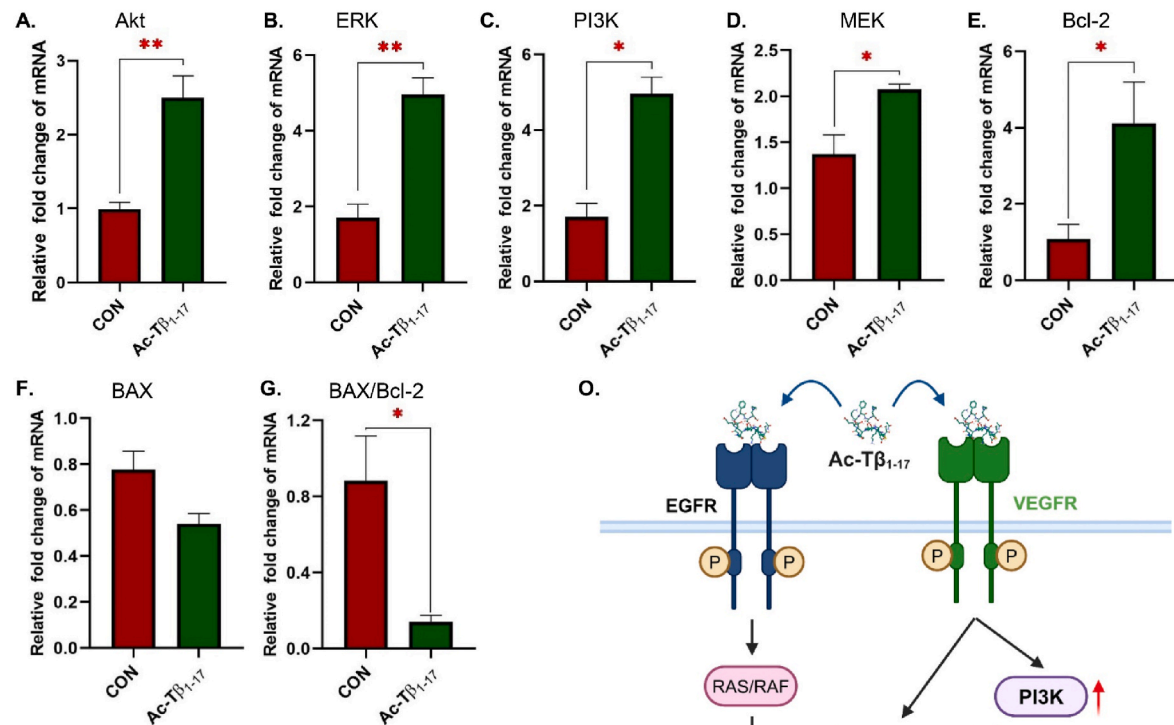 A.
Akt
**
Relative fold change of mRNA
3
2
1
0
CON
Ac-Tβ₁₋₁₇
B.
ERK
**
Relative fold change of mRNA
6
4
2
0
CON
Ac-Tβ₁₋₁₇
C.
PI3K
*
Relative fold change of mRNA
6
4
2
0
CON
Ac-Tβ₁₋₁₇
D.
MEK
*
Relative fold change of mRNA
2.5
2.0
1.5
1.0
0.5
0.0
CON
Ac-Tβ₁₋₁₇
E.
Bcl-2
*
Relative fold change of mRNA
6
4
2
0
CON
Ac-Tβ₁₋₁₇
F.
BAX
Relative fold change of mRNA
1.0
0.8
0.6
0.4
0.2
0.0
CON
Ac-Tβ₁₋₁₇
G.
BAX/Bcl-2
*
Relative fold change of mRNA
1.2
0.9
0.6
0.3
0.0
CON
Ac-Tβ₁₋₁₇
O.
Ac-Tβ₁₋₁₇
EGFR
VEGFR
P
P
P
P
RAS/RAF
PI3K